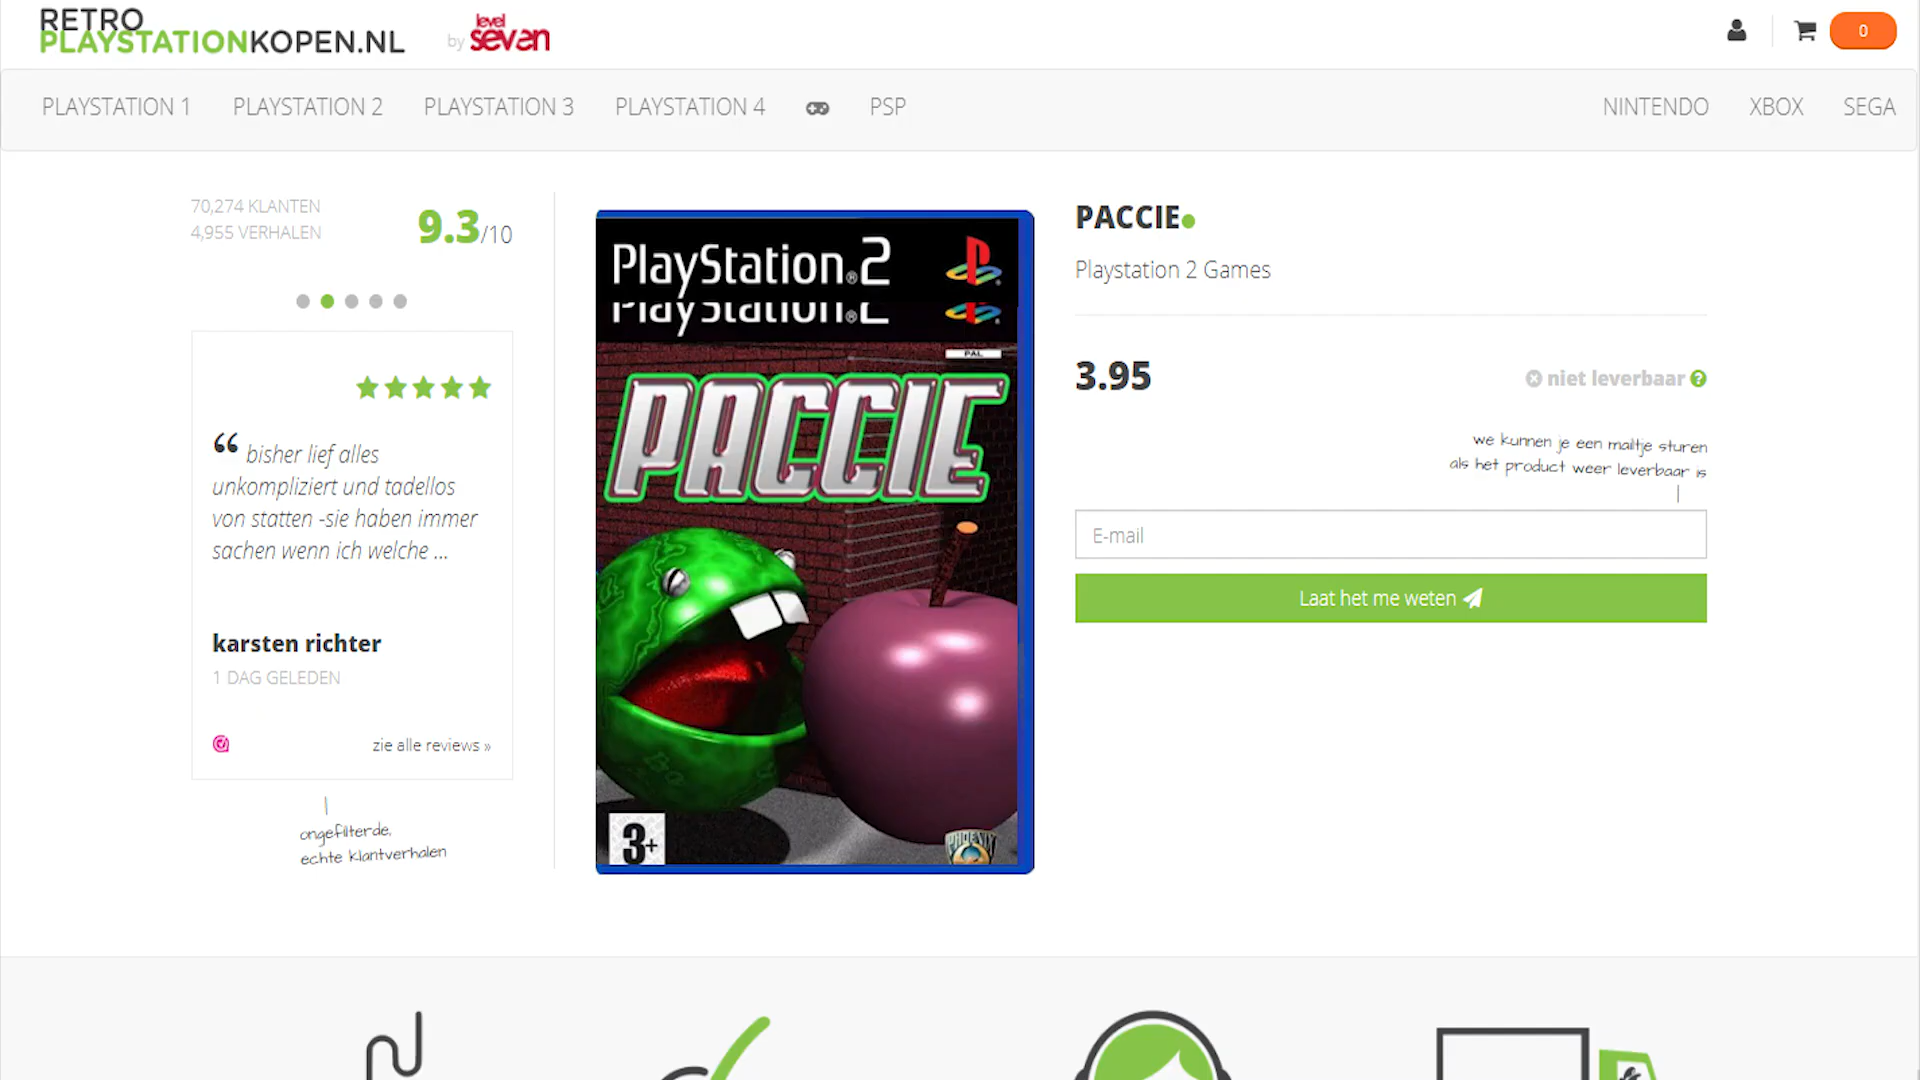 RETRO
PLAYSTATIONKOPEN.NL
by level sevan
0
PLAYSTATION 1 PLAYSTATION 2 PLAYSTATION 3 PLAYSTATION 4 PSP NINTENDO XBOX SEGA
70,274 KLANTEN
4,955 VERHALEN
9.3/10
“ bisher lief alles
unkompliziert und tadellos
von statten -sie haben immer
sachen wenn ich welche ...
karsten richter
1 DAG GELEDEN
zie alle reviews »
ongefilterde,
echte klantverhalen
PlayStation®2
PlayStation®2
PAL
PACCIE
3+
PHOENIX
PACCIE
Playstation 2 Games
3.95
niet leverbaar ?
we kunnen je een mailtje sturen
als het product weer leverbaar is
E-mail
Laat het me weten